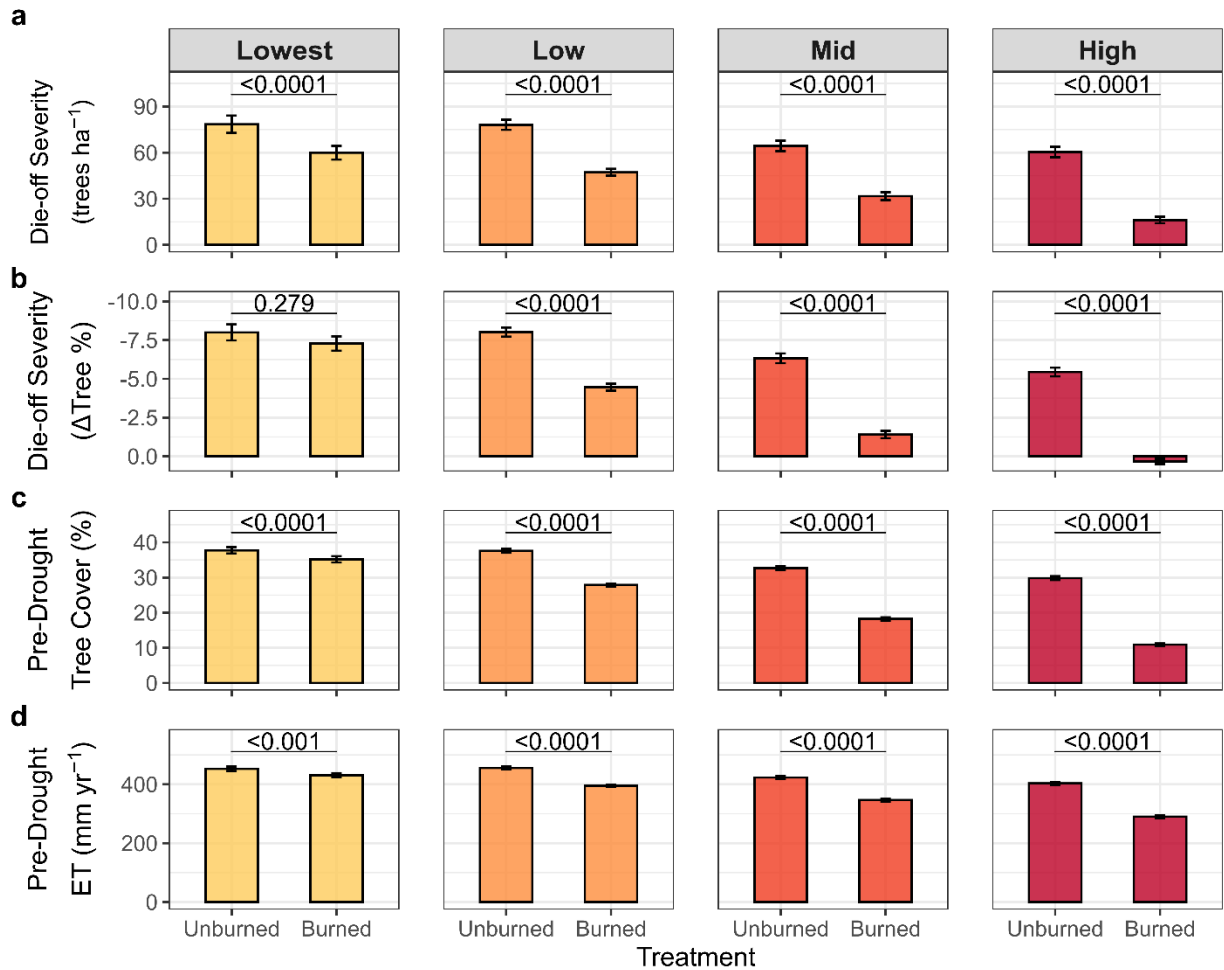 a
Lowest Low Mid High
Die-off Severity
(trees ha⁻¹)
90
60
30
0
<0.0001 <0.0001 <0.0001 <0.0001
b
Die-off Severity
(ΔTree %)
-10.0
-7.5
-5.0
-2.5
0.0
0.279 <0.0001 <0.0001 <0.0001
c
Pre-Drought
Tree Cover (%)
40
30
20
10
0
<0.0001 <0.0001 <0.0001 <0.0001
d
Pre-Drought
ET (mm yr⁻¹)
400
200
0
<0.001 <0.0001 <0.0001 <0.0001
Unburned Burned Unburned Burned Unburned Burned Unburned Burned
Treatment